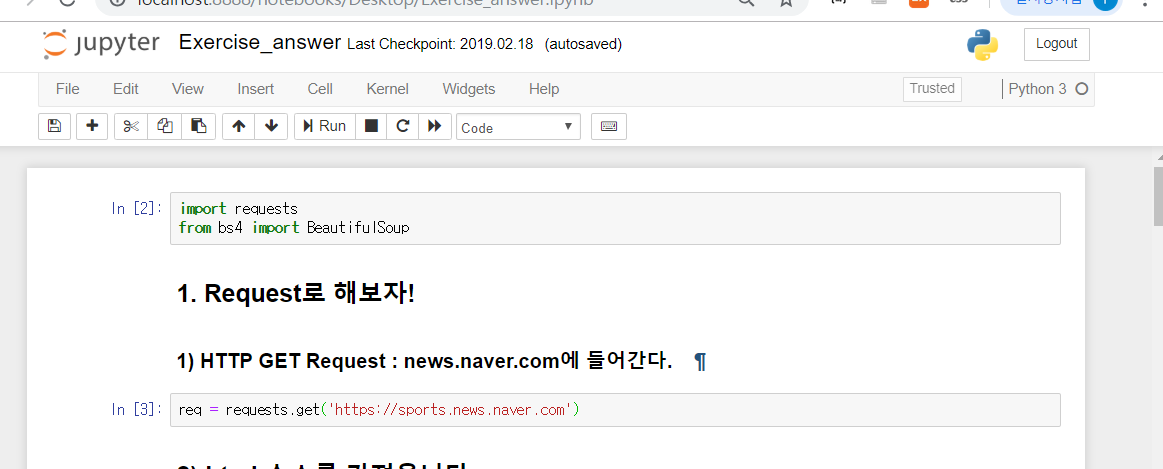 localhost:8888/notebooks/Desktop/Exercise_answer.ipynb
jupyter Exercise_answer Last Checkpoint: 2019.02.18 (autosaved)
Logout
File Edit View Insert Cell Kernel Widgets Help
Trusted
Python 3
Run
Code
In [2]:
import requests
from bs4 import BeautifulSoup
1. Request로 해보자!
1) HTTP GET Request : news.naver.com에 들어간다. ¶
In [3]:
req = requests.get('https://sports.news.naver.com')